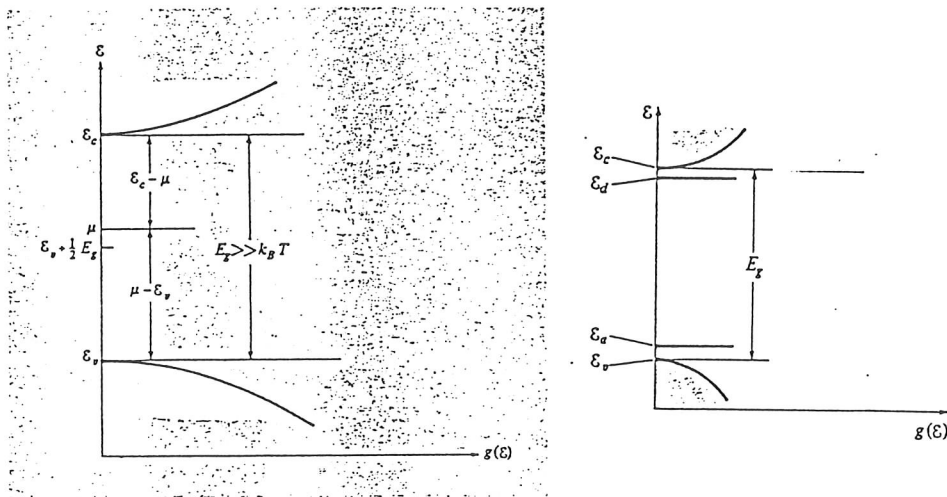 ε
ε_c
ε_c − μ
μ
ε_v + ½ E_g
E_g >> k_B T
μ − ε_v
ε_v
g(ε)
ε
ε_c
ε_d
E_g
ε_a
ε_v
g(ε)